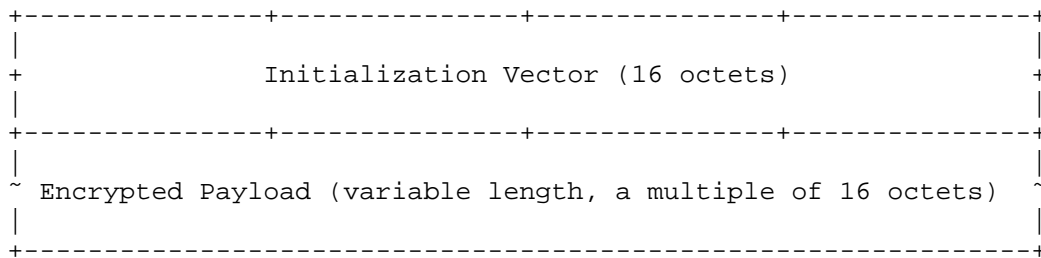 Initialization Vector (16 octets)
Encrypted Payload (variable length, a multiple of 16 octets)